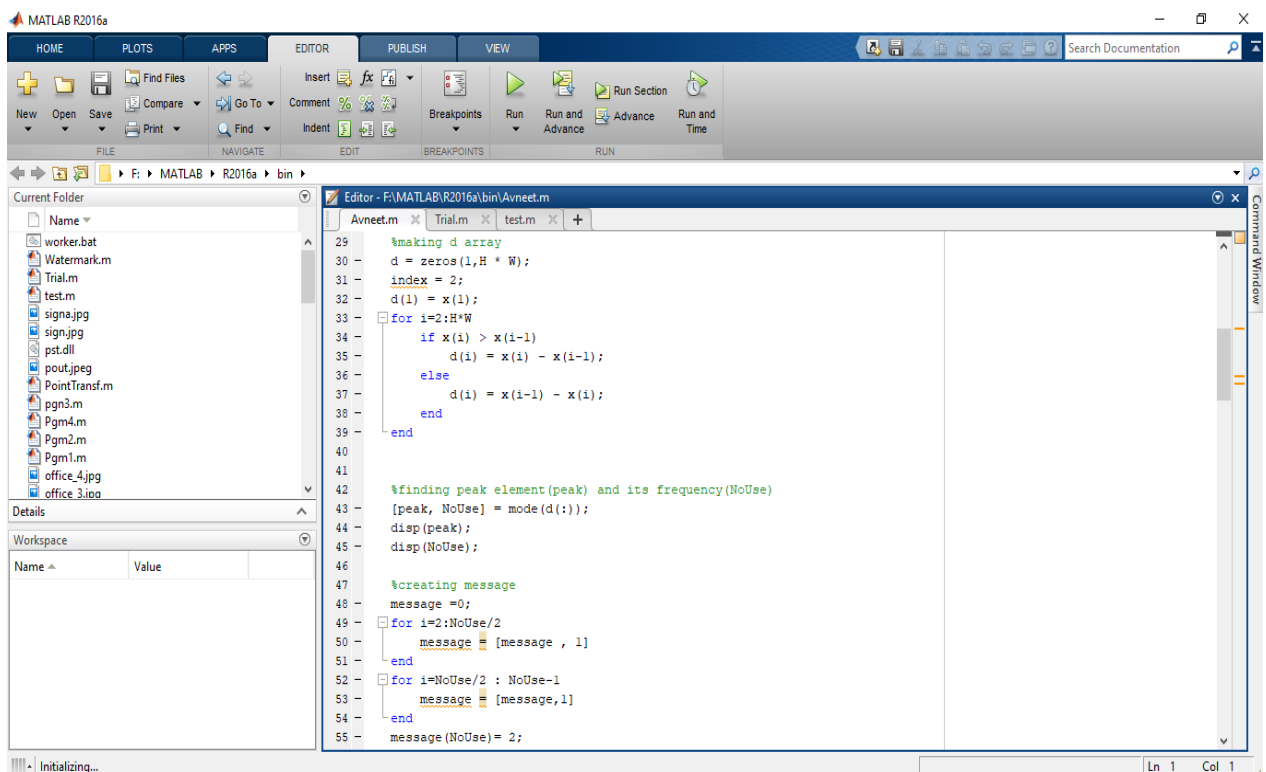 MATLAB R2016a
HOME PLOTS APPS EDITOR PUBLISH VIEW Search Documentation
New Open Save
Find Files
Compare
Print
FILE
Go To
Find
NAVIGATE
Insert fx
Comment
Indent
EDIT
Breakpoints
BREAKPOINTS
Run
Run and Advance
Run Section
Advance
Run and Time
RUN
F: MATLAB R2016a bin
Current Folder
Name
worker.bat
Watermark.m
Trial.m
test.m
signa.jpg
sign.jpg
pst.dll
pout.jpeg
PointTransf.m
pgn3.m
Pgm4.m
Pgm2.m
Pgm1.m
office_4.jpg
office_3.jpg
Details
Workspace
Name Value
Editor - F:\MATLAB\R2016a\bin\Avneet.m
Avneet.m Trial.m test.m +
29 %making d array
30 - d = zeros(1,H * W);
31 - index = 2;
32 - d(1) = x(1);
33 - for i=2:H*W
34 - if x(i) > x(i-1)
35 - d(i) = x(i) - x(i-1);
36 - else
37 - d(i) = x(i-1) - x(i);
38 - end
39 - end
40
41
42 %finding peak element(peak) and its frequency(NoUse)
43 - [peak, NoUse] = mode(d(:));
44 - disp(peak);
45 - disp(NoUse);
46
47 %creating message
48 - message =0;
49 - for i=2:NoUse/2
50 - message = [message , 1]
51 - end
52 - for i=NoUse/2 : NoUse-1
53 - message = [message,1]
54 - end
55 - message(NoUse)= 2;
Command Window
Initializing...
Ln 1 Col 1